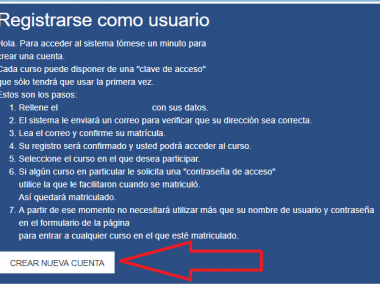 Registrarse como usuario
Hola. Para acceder al sistema tómese un minuto para
crear una cuenta.
Cada curso puede disponer de una "clave de acceso"
que sólo tendrá que usar la primera vez.
Estos son los pasos:
1. Rellene el con sus datos.
2. El sistema le enviará un correo para verificar que su dirección sea correcta.
3. Lea el correo y confirme su matrícula.
4. Su registro será confirmado y usted podrá acceder al curso.
5. Seleccione el curso en el que desea participar.
6. Si algún curso en particular le solicita una "contraseña de acceso"
utilice la que le facilitaron cuando se matriculó.
Así quedará matriculado.
7. A partir de ese momento no necesitará utilizar más que su nombre de usuario y contraseña
en el formulario de la página
para entrar a cualquier curso en el que esté matriculado.
CREAR NUEVA CUENTA